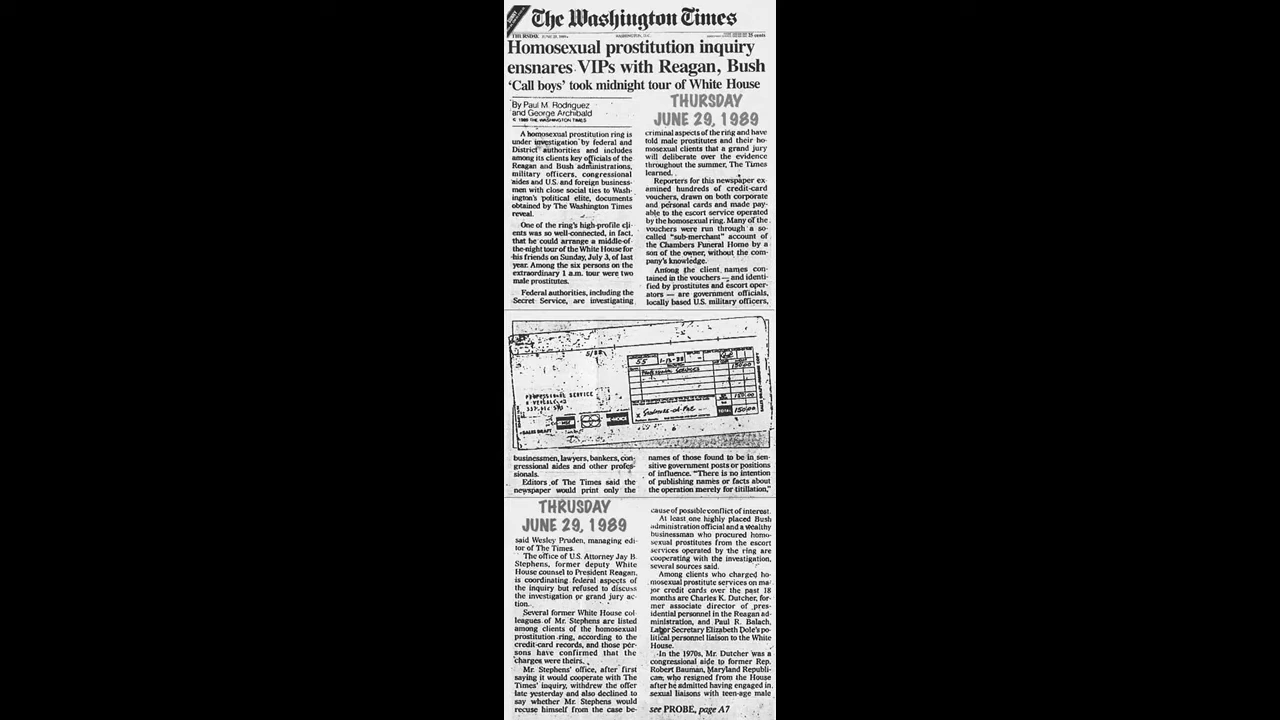 The Washington Times
THURSDAY
WASHINGTON, D.C.
25 cents
Homosexual prostitution inquiry
ensnares VIPs with Reagan, Bush
'Call boys' took midnight tour of White House
By Paul M. Rodriguez
and George Archibald
© 1989 THE WASHINGTON TIMES
A homosexual prostitution ring is
under investigation by federal and
District authorities and includes
among its clients key officials of the
Reagan and Bush administrations,
military officers, congressional
aides and U.S. and foreign business-
men with close social ties to Wash-
ington's political elite, documents
obtained by The Washington Times
reveal.
One of the ring's high-profile cli-
ents was so well-connected, in fact,
that he could arrange a middle-of-
the-night tour of the White House for
his friends on Sunday, July 3, of last
year. Among the six persons on the
extraordinary 1 a.m. tour were two
male prostitutes.
Federal authorities, including the
Secret Service, are investigating
THURSDAY
JUNE 29, 1989
criminal aspects of the ring and have
told male prostitutes and their ho-
mosexual clients that a grand jury
will deliberate over the evidence
throughout the summer, The Times
learned.
Reporters for this newspaper ex-
amined hundreds of credit-card
vouchers, drawn on both corporate
and personal cards and made pay-
able to the escort service operated
by the homosexual ring. Many of the
vouchers were run through a so-
called "sub-merchant" account of
the Chambers Funeral Home by a
son of the owner, without the com-
pany's knowledge.
Among the client names con-
tained in the vouchers — and identi-
fied by prostitutes and escort oper-
ators — are government officials,
locally based U.S. military officers,
5/88
55
PROFESSIONAL SERVICES
150.00
PROFESSIONAL SERVICE
150.00
TOTAL
150.00
SALES DRAFT
businessmen, lawyers, bankers, con-
gressional aides and other profes-
sionals.
Editors of The Times said the
newspaper would print only the
names of those found to be in sen-
sitive government posts or positions
of influence. "There is no intention
of publishing names or facts about
the operation merely for titillation,"
THRUSDAY
JUNE 29, 1989
said Wesley Pruden, managing edi-
tor of The Times.
The office of U.S. Attorney Jay B.
Stephens, former deputy White
House counsel to President Reagan,
is coordinating federal aspects of
the inquiry but refused to discuss
the investigation or grand jury ac-
tion.
Several former White House col-
leagues of Mr. Stephens are listed
among clients of the homosexual
prostitution ring, according to the
credit-card records, and those per-
sons have confirmed that the
charges were theirs.
Mr. Stephens' office, after first
saying it would cooperate with The
Times' inquiry, withdrew the offer
late yesterday and also declined to
say whether Mr. Stephens would
recuse himself from the case be-
cause of possible conflict of interest.
At least one highly placed Bush
administration official and a wealthy
businessman who procured homo-
sexual prostitutes from the escort
services operated by the ring are
cooperating with the investigation,
several sources said.
Among clients who charged ho-
mosexual prostitute services on ma-
jor credit cards over the past 18
months are Charles K. Dutcher, for-
mer associate director of presi-
dential personnel in the Reagan ad-
ministration, and Paul R. Balach,
Labor Secretary Elizabeth Dole's po-
litical personnel liaison to the White
House.
In the 1970s, Mr. Dutcher was a
congressional aide to former Rep.
Robert Bauman, Maryland Republi-
can, who resigned from the House
after he admitted having engaged in
sexual liaisons with teen-age male
see PROBE, page A7